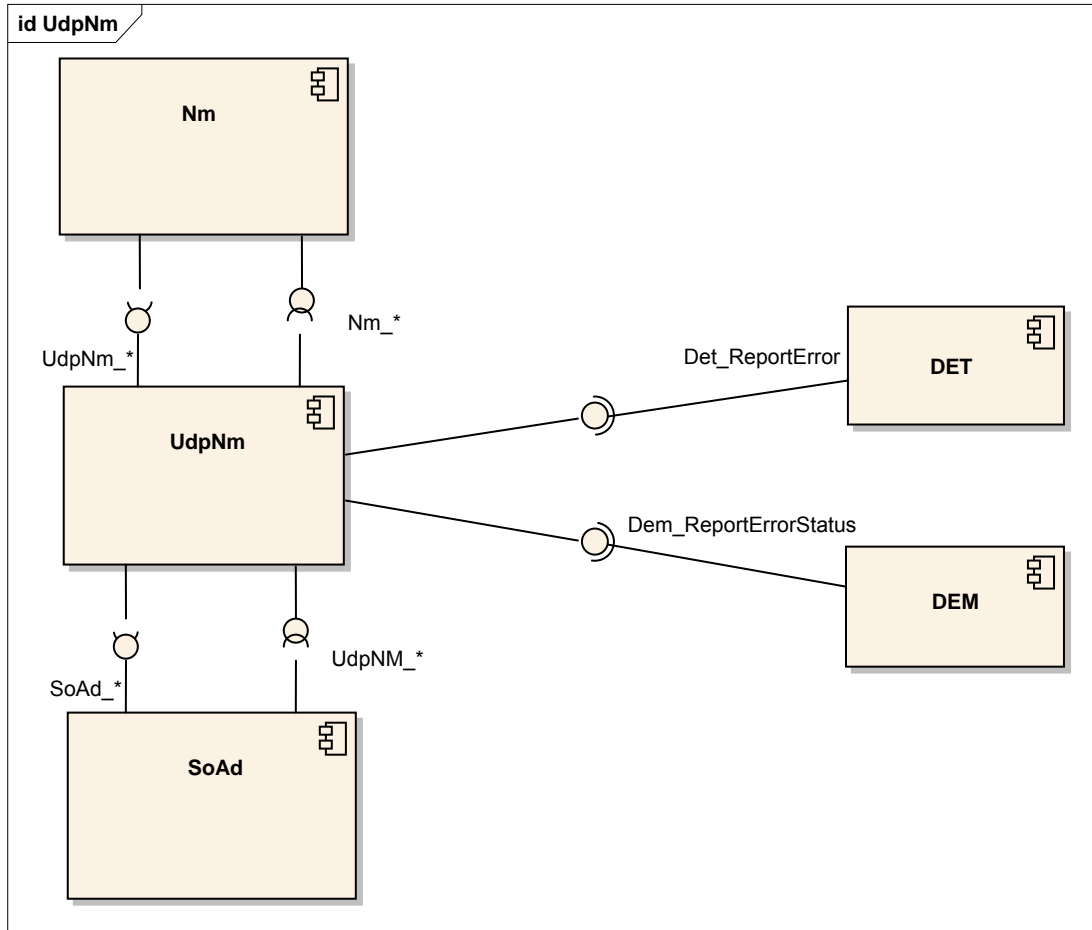 id UdpNm
Nm
Nm_*
UdpNm_*
Det_ReportError
DET
UdpNm
Dem_ReportErrorStatus
DEM
UdpNM_*
SoAd_*
SoAd